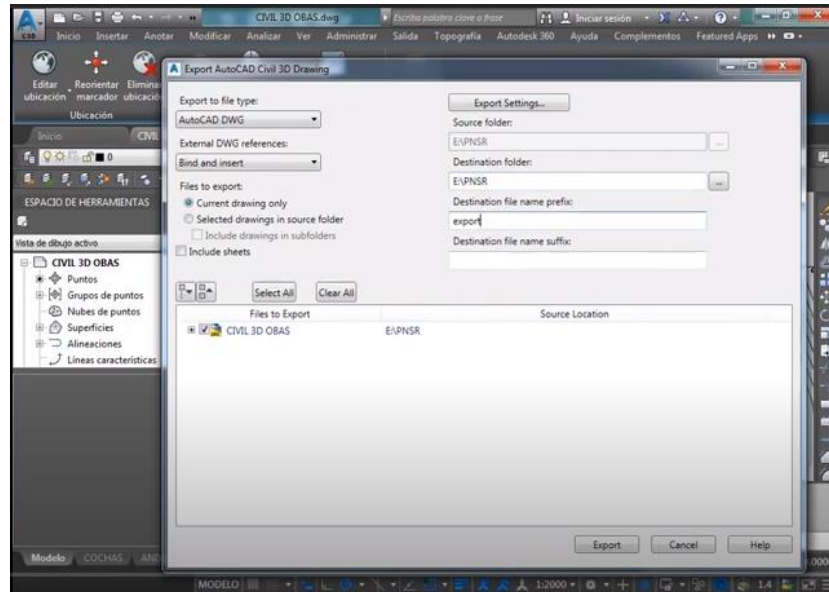 CIVIL 3D OBAS.dwg
Escriba palabra clave o frase
Iniciar sesión
C3D
Inicio Insertar Anotar Modificar Analizar Ver Administrar Salida Topografía Autodesk 360 Ayuda Complementos Featured Apps
Export AutoCAD Civil 3D Drawing
Editar ubicación
Reorientar marcador
Ubicación
Inicio
CIVIL
0
ESPACIO DE HERRAMIENTAS
Vista de dibujo activo
CIVIL 3D OBAS
Puntos
Grupos de puntos
Nubes de puntos
Superficies
Alineaciones
Líneas características
Export to file type:
AutoCAD DWG
External DWG references:
Bind and insert
Files to export:
Current drawing only
Selected drawings in source folder
Include drawings in subfolders
Include sheets
Export Settings...
Source folder:
E:\PNSR
...
Destination folder:
E:\PNSR
...
Destination file name prefix:
export
Destination file name suffix:
Select All
Clear All
Files to Export
Source Location
CIVIL 3D OBAS
E:\PNSR
Export
Cancel
Help
Modelo
COCHAS
MODELO
1:2000
1.4